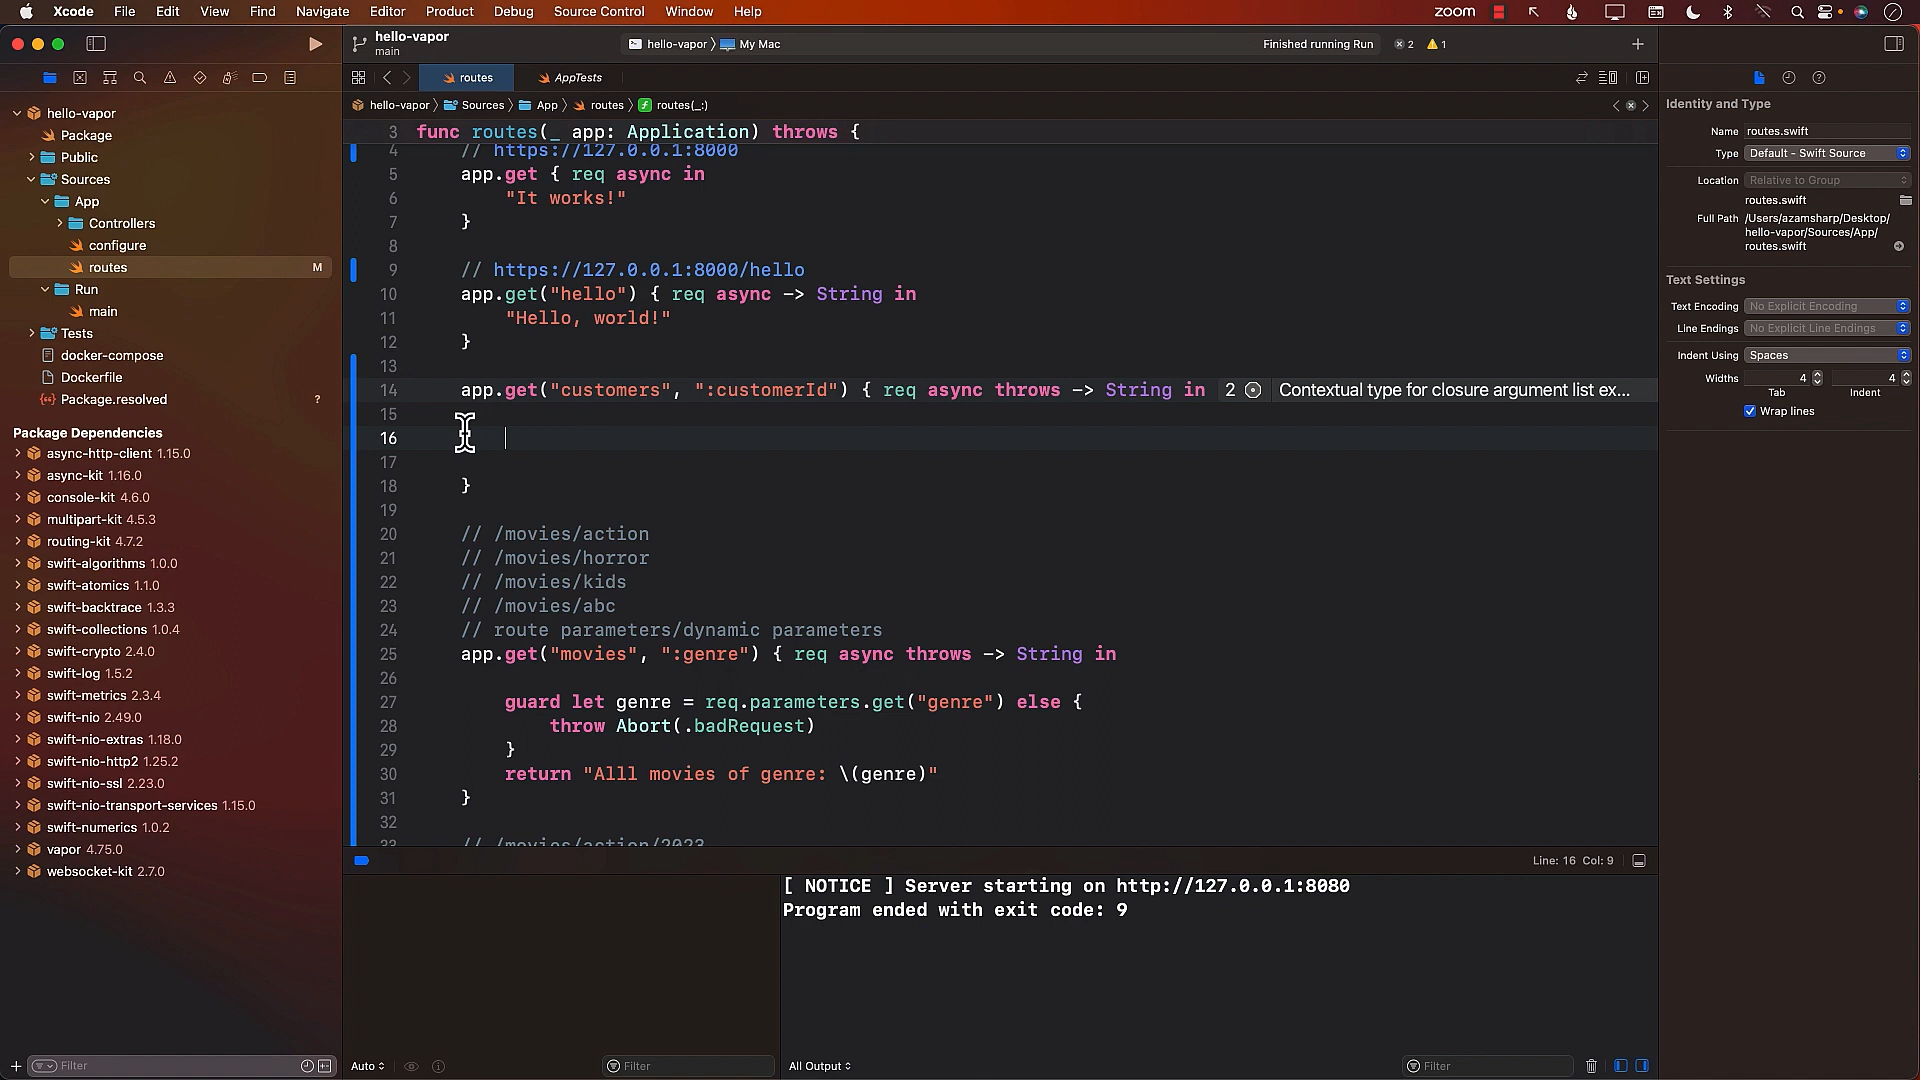 Xcode File Edit View Find Navigate Editor Product Debug Source Control Window Help
zoom
hello-vapor
main
hello-vapor My Mac
Finished running Run 2 1
routes AppTests
hello-vapor Sources App routes routes(_:)
hello-vapor
Package
Public
Sources
App
Controllers
configure
routes M
Run
main
Tests
docker-compose
Dockerfile
Package.resolved ?
Package Dependencies
async-http-client 1.15.0
async-kit 1.16.0
console-kit 4.6.0
multipart-kit 4.5.3
routing-kit 4.7.2
swift-algorithms 1.0.0
swift-atomics 1.1.0
swift-backtrace 1.3.3
swift-collections 1.0.4
swift-crypto 2.4.0
swift-log 1.5.2
swift-metrics 2.3.4
swift-nio 2.49.0
swift-nio-extras 1.18.0
swift-nio-http2 1.25.2
swift-nio-ssl 2.23.0
swift-nio-transport-services 1.15.0
swift-numerics 1.0.2
vapor 4.75.0
websocket-kit 2.7.0
Filter
3 func routes(_ app: Application) throws {
4 // https://127.0.0.1:8000
5 app.get { req async in
6 "It works!"
7 }
8
9 // https://127.0.0.1:8000/hello
10 app.get("hello") { req async -> String in
11 "Hello, world!"
12 }
13
14 app.get("customers", ":customerId") { req async throws -> String in 2 Contextual type for closure argument list ex...
15
16
17
18 }
19
20 // /movies/action
21 // /movies/horror
22 // /movies/kids
23 // /movies/abc
24 // route parameters/dynamic parameters
25 app.get("movies", ":genre") { req async throws -> String in
26
27 guard let genre = req.parameters.get("genre") else {
28 throw Abort(.badRequest)
29 }
30 return "Alll movies of genre: \(genre)"
31 }
32
33 // /movies/action/2023
Line: 16 Col: 9
[ NOTICE ] Server starting on http://127.0.0.1:8080
Program ended with exit code: 9
Auto
Filter
All Output
Filter
Identity and Type
Name routes.swift
Type Default - Swift Source
Location Relative to Group
routes.swift
Full Path /Users/azamsharp/Desktop/
hello-vapor/Sources/App/
routes.swift
Text Settings
Text Encoding No Explicit Encoding
Line Endings No Explicit Line Endings
Indent Using Spaces
Widths 4 4
Tab Indent
Wrap lines